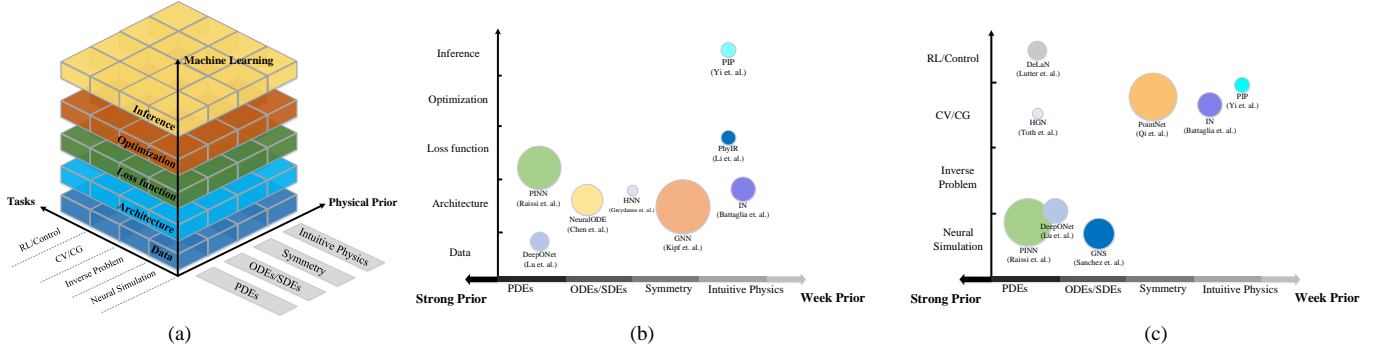 Machine Learning
Inference
Optimization
Loss function
Architecture
Data
Tasks
Physical Prior
RL/Control
CV/CG
Inverse Problem
Neural Simulation
Intuitive Physics
Symmetry
ODEs/SDEs
PDEs
(a)
Inference
Optimization
Loss function
Architecture
Data
PIP
(Yi et. al.)
PhyIR
(Li et. al.)
PINN
(Raissi et. al.)
NeuralODE
(Chen et. al.)
HNN
(Greydanus et. al.)
GNN
(Kipf et. al.)
IN
(Battaglia et. al.)
DeepONet
(Lu et. al.)
PDEs
ODEs/SDEs
Symmetry
Intuitive Physics
Strong Prior
Week Prior
(b)
RL/Control
CV/CG
Inverse
Problem
Neural
Simulation
DeLaN
(Lutter et. al.)
HGN
(Toth et. al.)
PointNet
(Qi et. al.)
IN
(Battaglia et. al.)
PIP
(Yi et. al.)
PINN
(Raissi et. al.)
DeepONet
(Lu et. al.)
GNS
(Sanchez et. al.)
PDEs
ODEs/SDEs
Symmetry
Intuitive Physics
Strong Prior
Week Prior
(c)